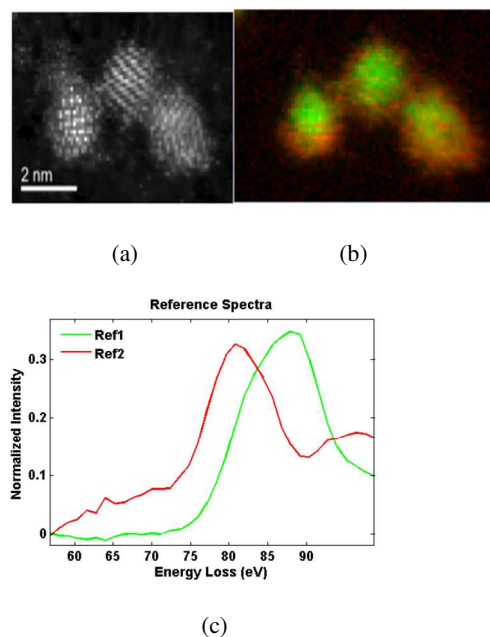 2 nm
(a)
(b)
Reference Spectra
Ref1
Ref2
Normalized Intensity
0.3
0.2
0.1
0
60
65
70
75
80
85
90
Energy Loss (eV)
(c)